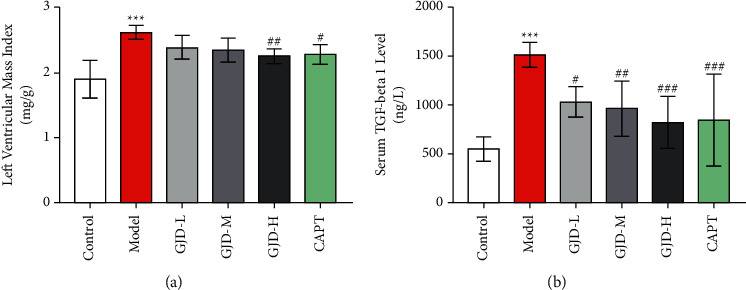 Left Ventricular Mass Index
(mg/g)
3
2
1
0
***
##
#
Control
Model
GJD-L
GJD-M
GJD-H
CAPT
(a)
Serum TGF-beta 1 Level
(ng/L)
2000
1500
1000
500
0
***
#
##
###
###
Control
Model
GJD-L
GJD-M
GJD-H
CAPT
(b)